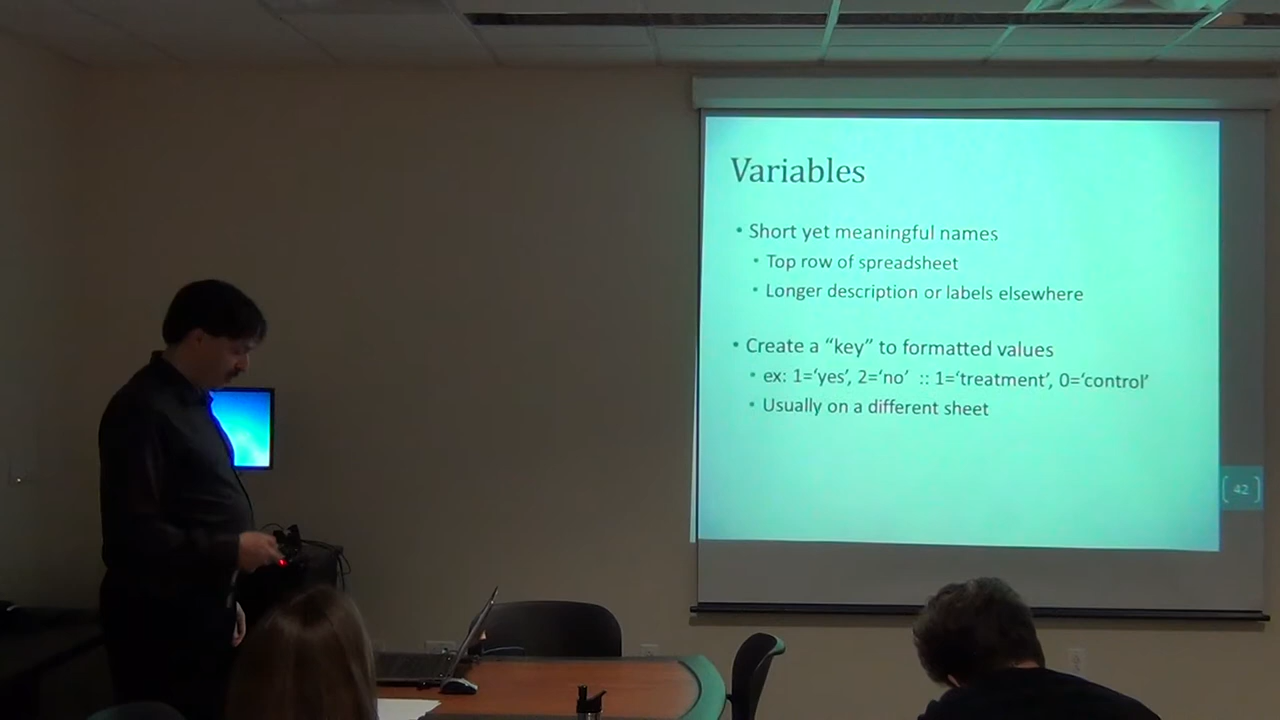 Variables
• Short yet meaningful names
• Top row of spreadsheet
• Longer description or labels elsewhere
• Create a “key” to formatted values
• ex: 1=‘yes’, 2=‘no’ :: 1=‘treatment’, 0=‘control’
• Usually on a different sheet
[ 42 ]